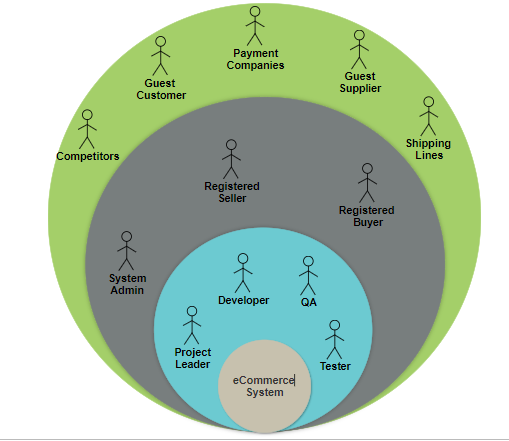 Payment
Companies
Guest
Customer
Guest
Supplier
Competitors
Shipping
Lines
Registered
Seller
Registered
Buyer
System
Admin
Developer
QA
Project
Leader
Tester
eCommerce
System